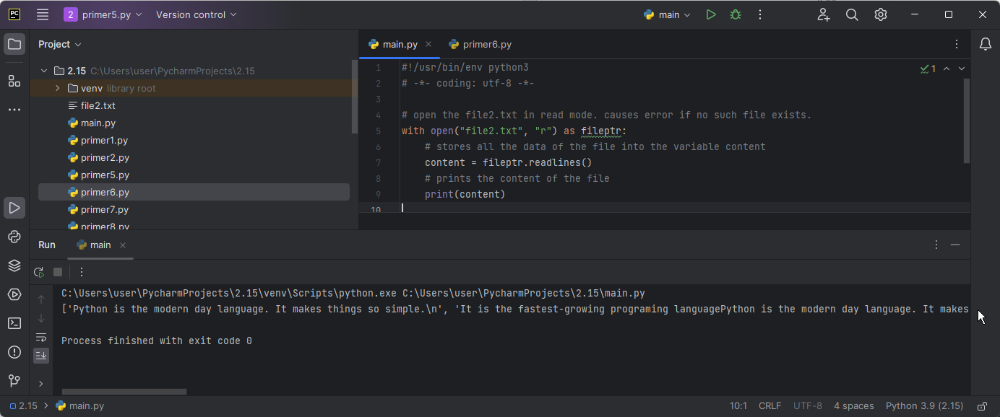 PC 2 primer5.py Version control main
Project
main.py primer6.py
2.15 C:\Users\user\PycharmProjects\2.15
venv library root
file2.txt
main.py
primer1.py
primer2.py
primer5.py
primer6.py
primer7.py
primer8.py
1 #!/usr/bin/env python3
2 # -*- coding: utf-8 -*-
3
4 # open the file2.txt in read mode. causes error if no such file exists.
5 with open("file2.txt", "r") as fileptr:
6     # stores all the data of the file into the variable content
7     content = fileptr.readlines()
8     # prints the content of the file
9     print(content)
10
1
Run main
C:\Users\user\PycharmProjects\2.15\venv\Scripts\python.exe C:\Users\user\PycharmProjects\2.15\main.py
['Python is the modern day language. It makes things so simple.\n', 'It is the fastest-growing programing languagePython is the modern day language. It makes
Process finished with exit code 0
2.15 main.py 10:1 CRLF UTF-8 4 spaces Python 3.9 (2.15)